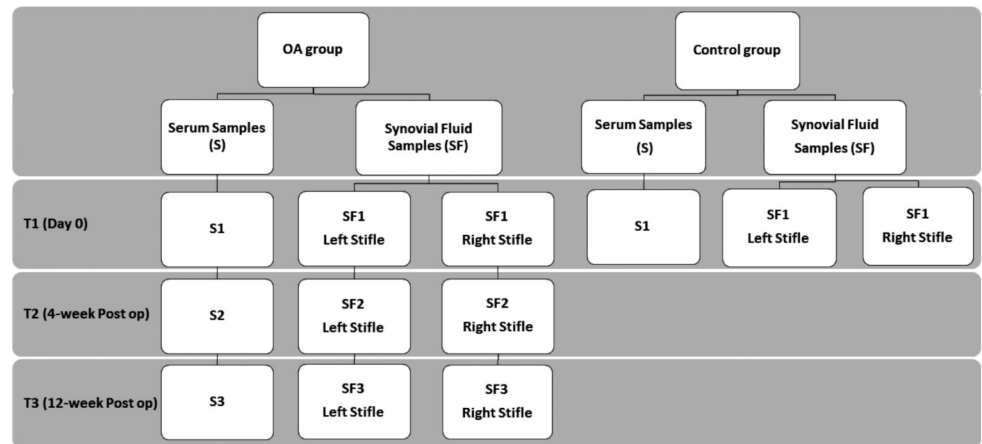 OA group
Control group
Serum Samples
(S)
Synovial Fluid
Samples (SF)
Serum Samples
(S)
Synovial Fluid
Samples (SF)
T1 (Day 0)
S1
SF1
Left Stifle
SF1
Right Stifle
S1
SF1
Left Stifle
SF1
Right Stifle
T2 (4-week Post op)
S2
SF2
Left Stifle
SF2
Right Stifle
T3 (12-week Post op)
S3
SF3
Left Stifle
SF3
Right Stifle